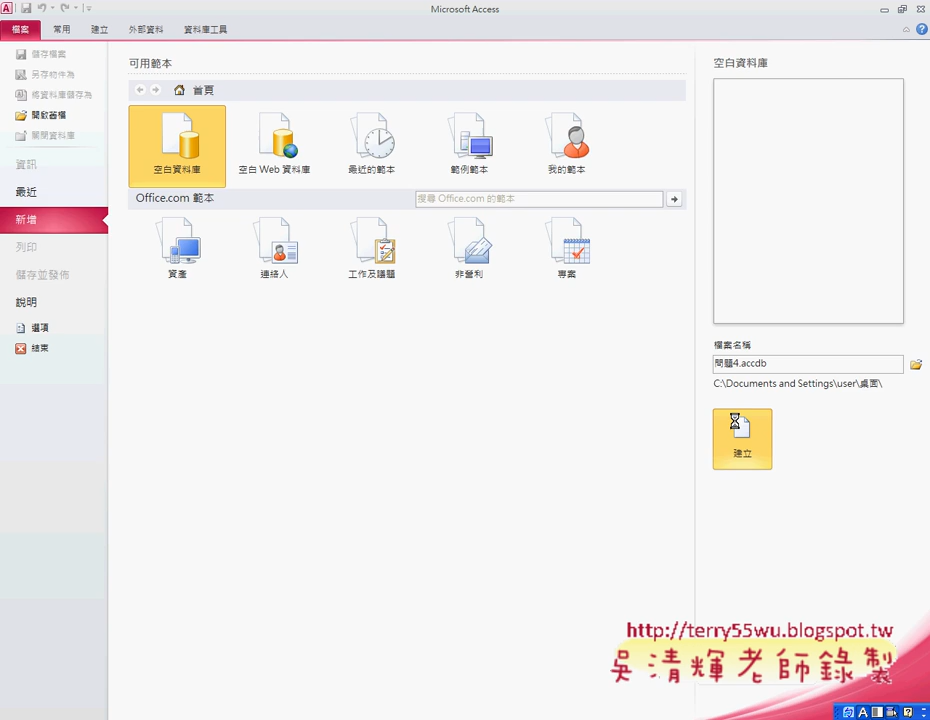 Microsoft Access
檔案 常用 建立 外部資料 資料庫工具
儲存檔案
另存物件為
將資料庫儲存為
開啟舊檔
關閉資料庫
資訊
最近
新增
列印
儲存並發佈
說明
選項
結束
可用範本
首頁
空白資料庫 空白 Web 資料庫 最近的範本 範例範本 我的範本
Office.com 範本 搜尋 Office.com 的範本
資產 連絡人 工作及議題 非營利 專案
空白資料庫
檔案名稱
問題4.accdb
C:\Documents and Settings\user\桌面\
建立
http://terry55wu.blogspot.tw
吳清輝老師錄製